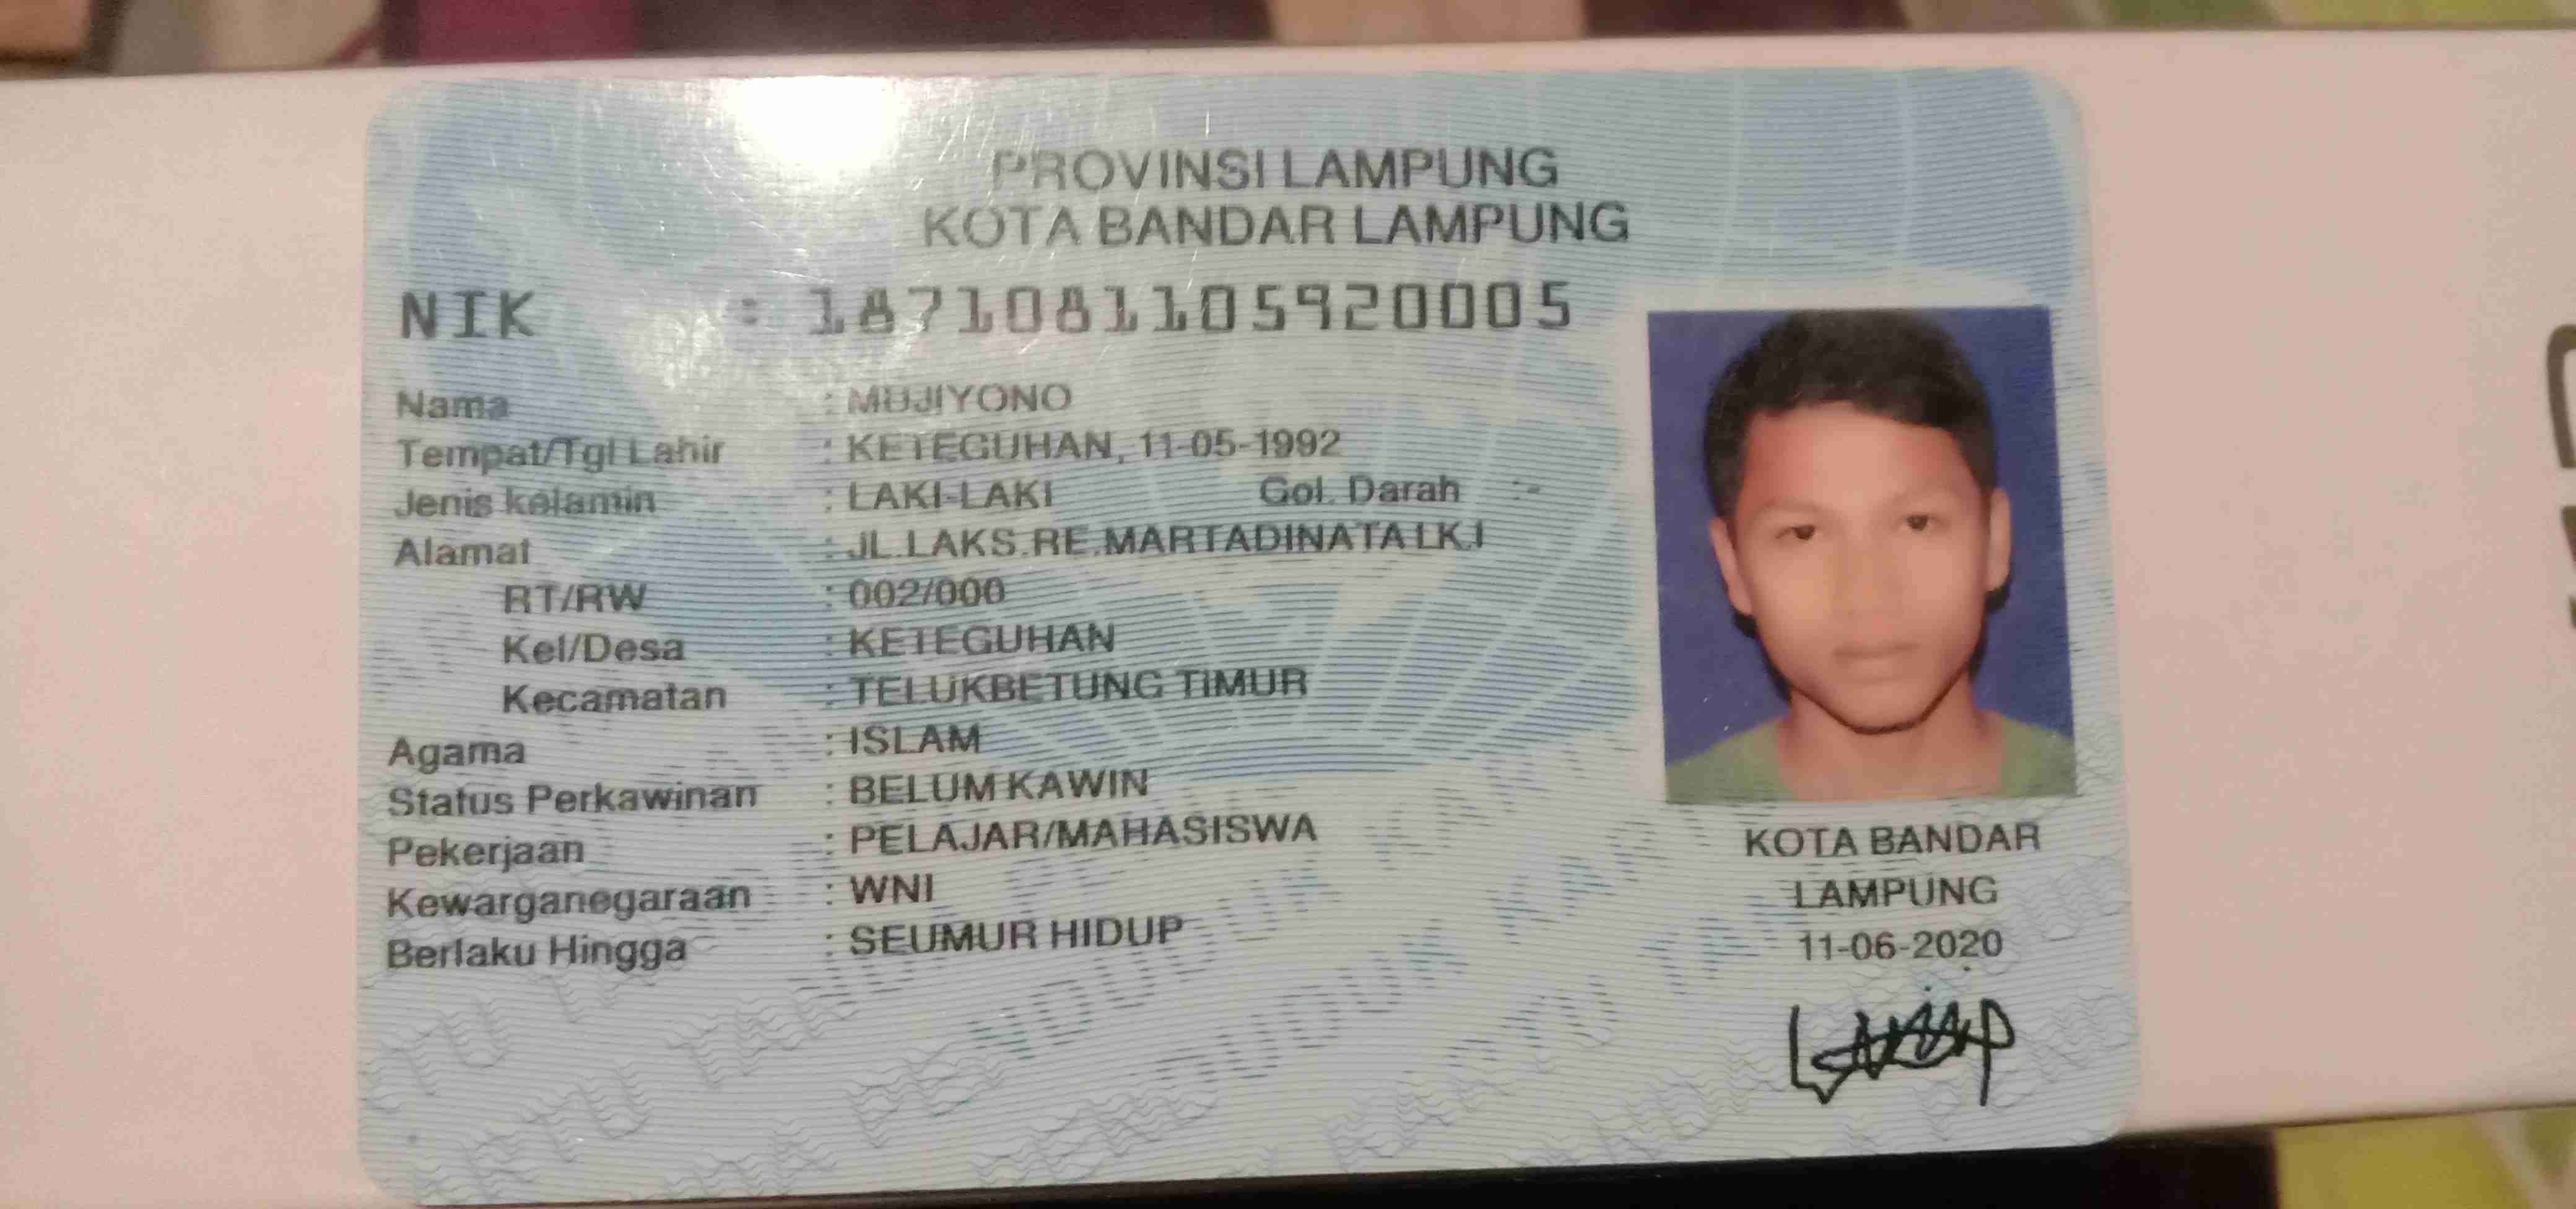 PROVINSI LAMPUNG
KOTA BANDAR LAMPUNG
NIK : 1871081105920005
Nama : MUJIYONO
Tempat/Tgl Lahir : KETEGUHAN, 11-05-1992
Jenis kelamin : LAKI-LAKI Gol. Darah :-
Alamat : JL.LAKS.RE.MARTADINATA LK.I
RT/RW : 002/000
Kel/Desa : KETEGUHAN
Kecamatan : TELUKBETUNG TIMUR
Agama : ISLAM
Status Perkawinan : BELUM KAWIN
Pekerjaan : PELAJAR/MAHASISWA
Kewarganegaraan : WNI
Berlaku Hingga : SEUMUR HIDUP
KOTA BANDAR
LAMPUNG
11-06-2020